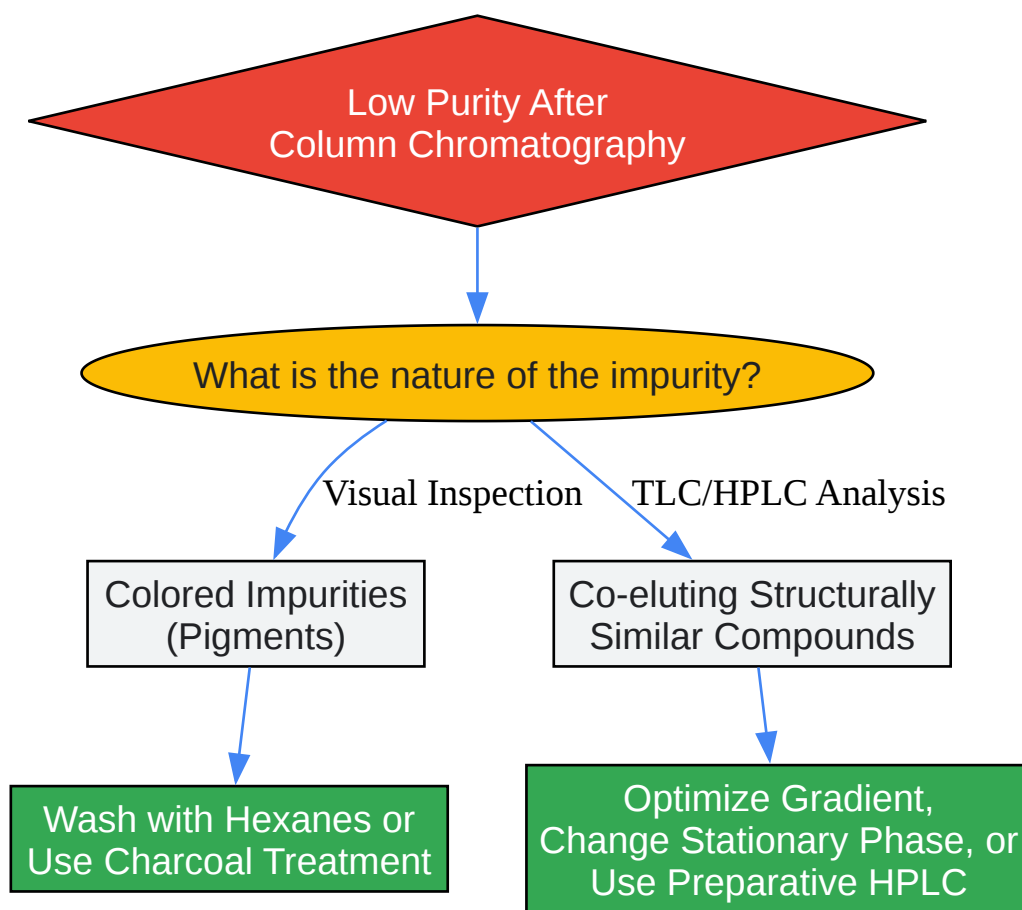 Low Purity After
Column Chromatography
What is the nature of the impurity?
Visual Inspection
TLC/HPLC Analysis
Colored Impurities
(Pigments)
Co-eluting Structurally
Similar Compounds
Wash with Hexanes or
Use Charcoal Treatment
Optimize Gradient,
Change Stationary Phase, or
Use Preparative HPLC